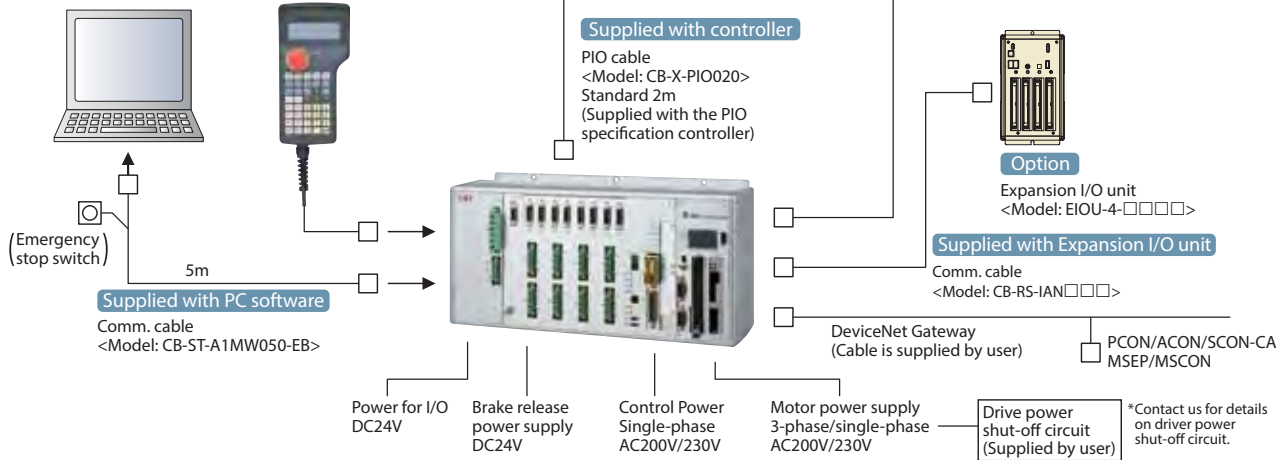 Supplied with controller
PIO cable
<Model: CB-X-PIO020>
Standard 2m
(Supplied with the PIO
specification controller)
Option
Expansion I/O unit
<Model: EIOU-4-□□□□>
Supplied with Expansion I/O unit
Comm. cable
<Model: CB-RS-IAN□□□>
(Emergency
stop switch)
5m
Supplied with PC software
Comm. cable
<Model: CB-ST-A1MW050-EB>
DeviceNet Gateway
(Cable is supplied by user)
PCON/ACON/SCON-CA
MSEP/MSCON
Power for I/O
DC24V
Brake release
power supply
DC24V
Control Power
Single-phase
AC200V/230V
Motor power supply
3-phase/single-phase
AC200V/230V
Drive power
shut-off circuit
(Supplied by user)
*Contact us for details
on driver power
shut-off circuit.